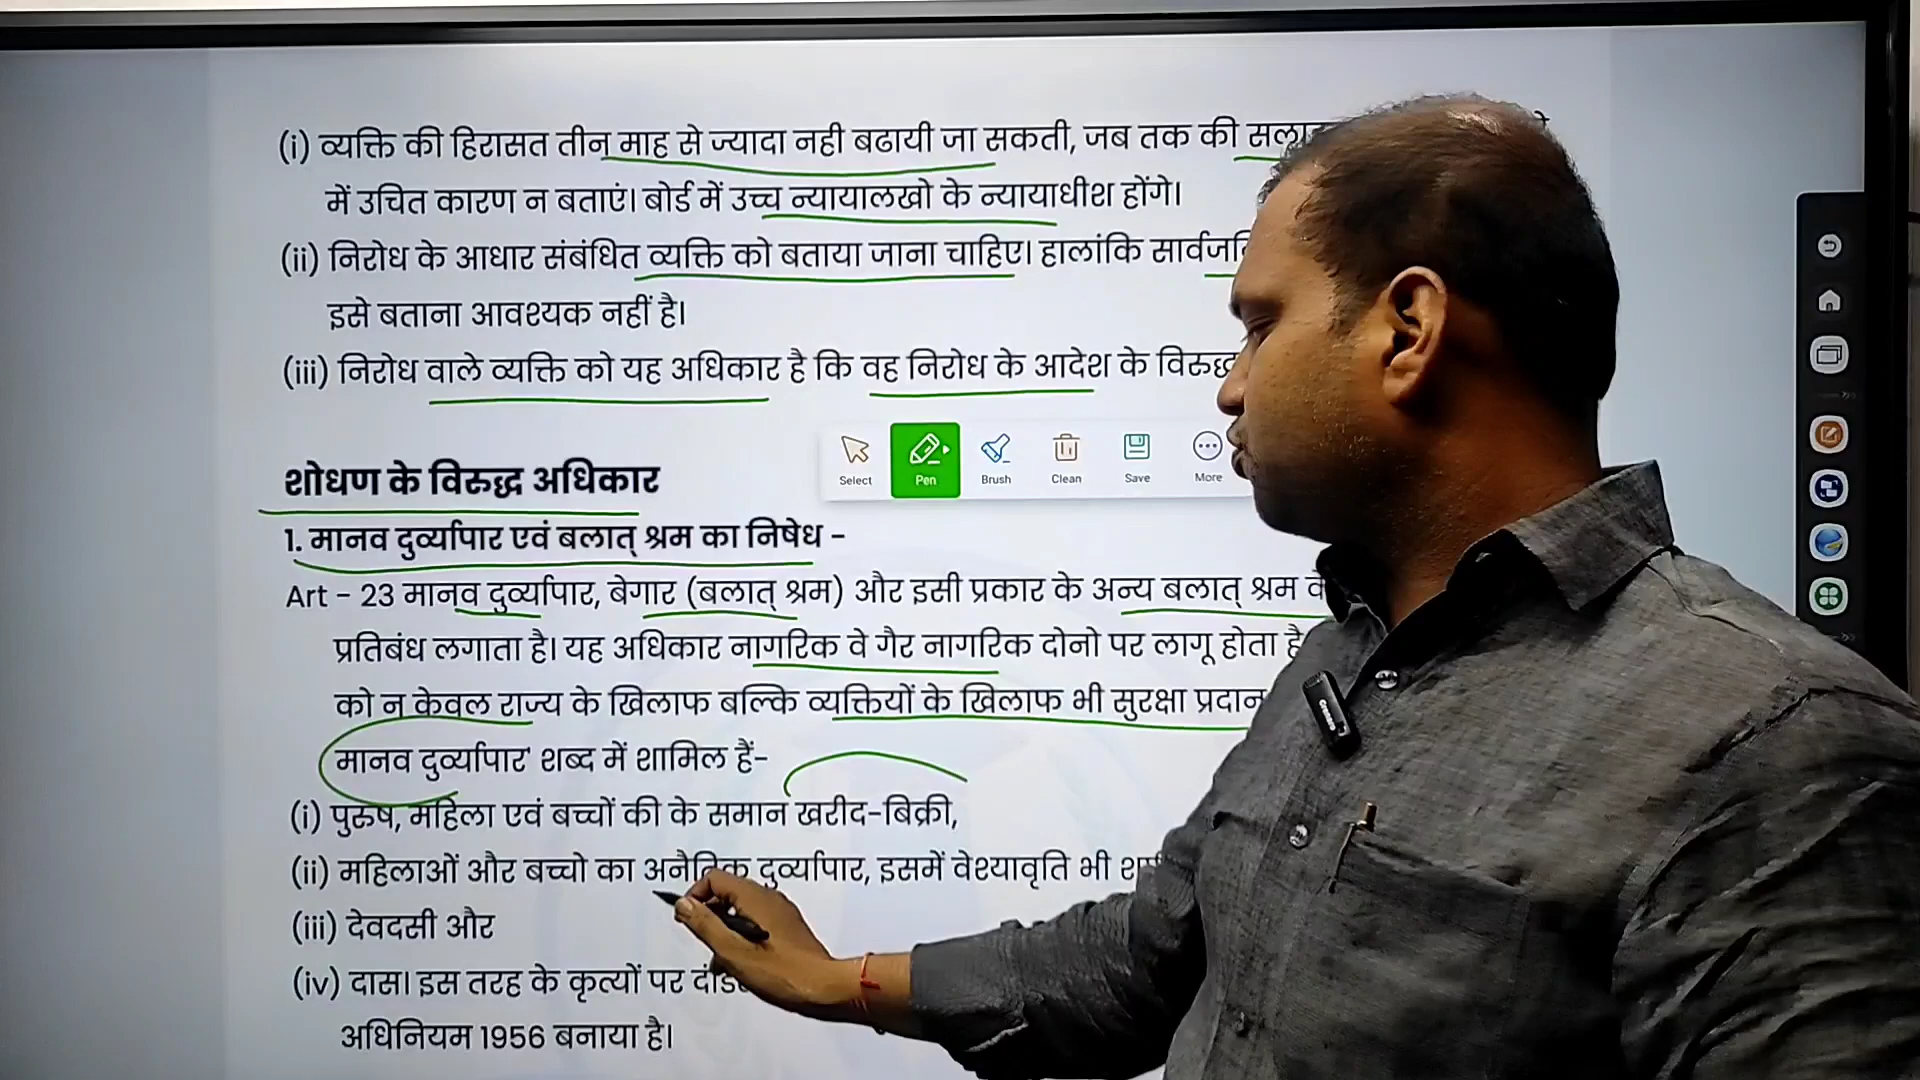 (i) व्यक्ति की हिरासत तीन माह से ज्यादा नही बढायी जा सकती, जब तक की
में उचित कारण न बताएं। बोर्ड में उच्च न्यायालखो के न्यायाधीश होंगे।
(ii) निरोध के आधार संबंधित व्यक्ति को बताया जाना चाहिए। हालांकि
इसे बताना आवश्यक नहीं है।
(iii) निरोध वाले व्यक्ति को यह अधिकार है कि वह निरोध के आदेश के विरुद्ध
Select Pen Brush Clean Save More
शोधण के विरुद्ध अधिकार
1. मानव दुर्व्यापार एवं बलात् श्रम का निषेध -
Art - 23 मानव दुर्व्यापार, बेगार (बलात् श्रम) और इसी प्रकार के अन्य बलात् श्रम
प्रतिबंध लगाता है। यह अधिकार नागरिक वे गैर नागरिक दोनो पर लागू होता है
को न केवल राज्य के खिलाफ बल्कि व्यक्तियों के खिलाफ भी सुरक्षा प्रदान
मानव दुर्व्यापार' शब्द में शामिल हैं-
(i) पुरुष, महिला एवं बच्चों की के समान खरीद-बिक्री,
(ii) महिलाओं और बच्चो का अनैतिक दुर्व्यापार, इसमें वेश्यावृति भी
(iii) देवदसी और
(iv) दास। इस तरह के कृत्यों पर
अधिनियम 1956 बनाया है।